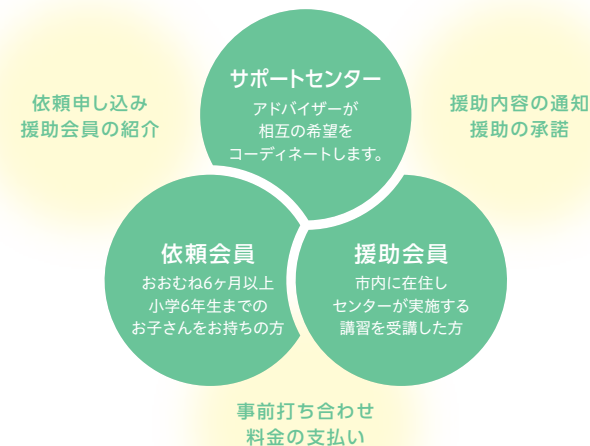 サポートセンター
アドバイザーが
相互の希望を
コーディネートします。
依頼申し込み
援助会員の紹介
援助内容の通知
援助の承諾
依頼会員
おおむね6ヶ月以上
小学6年生までの
お子さんをお持ちの方
援助会員
市内に在住し
センターが実施する
講習を受講した方
事前打ち合わせ
料金の支払い